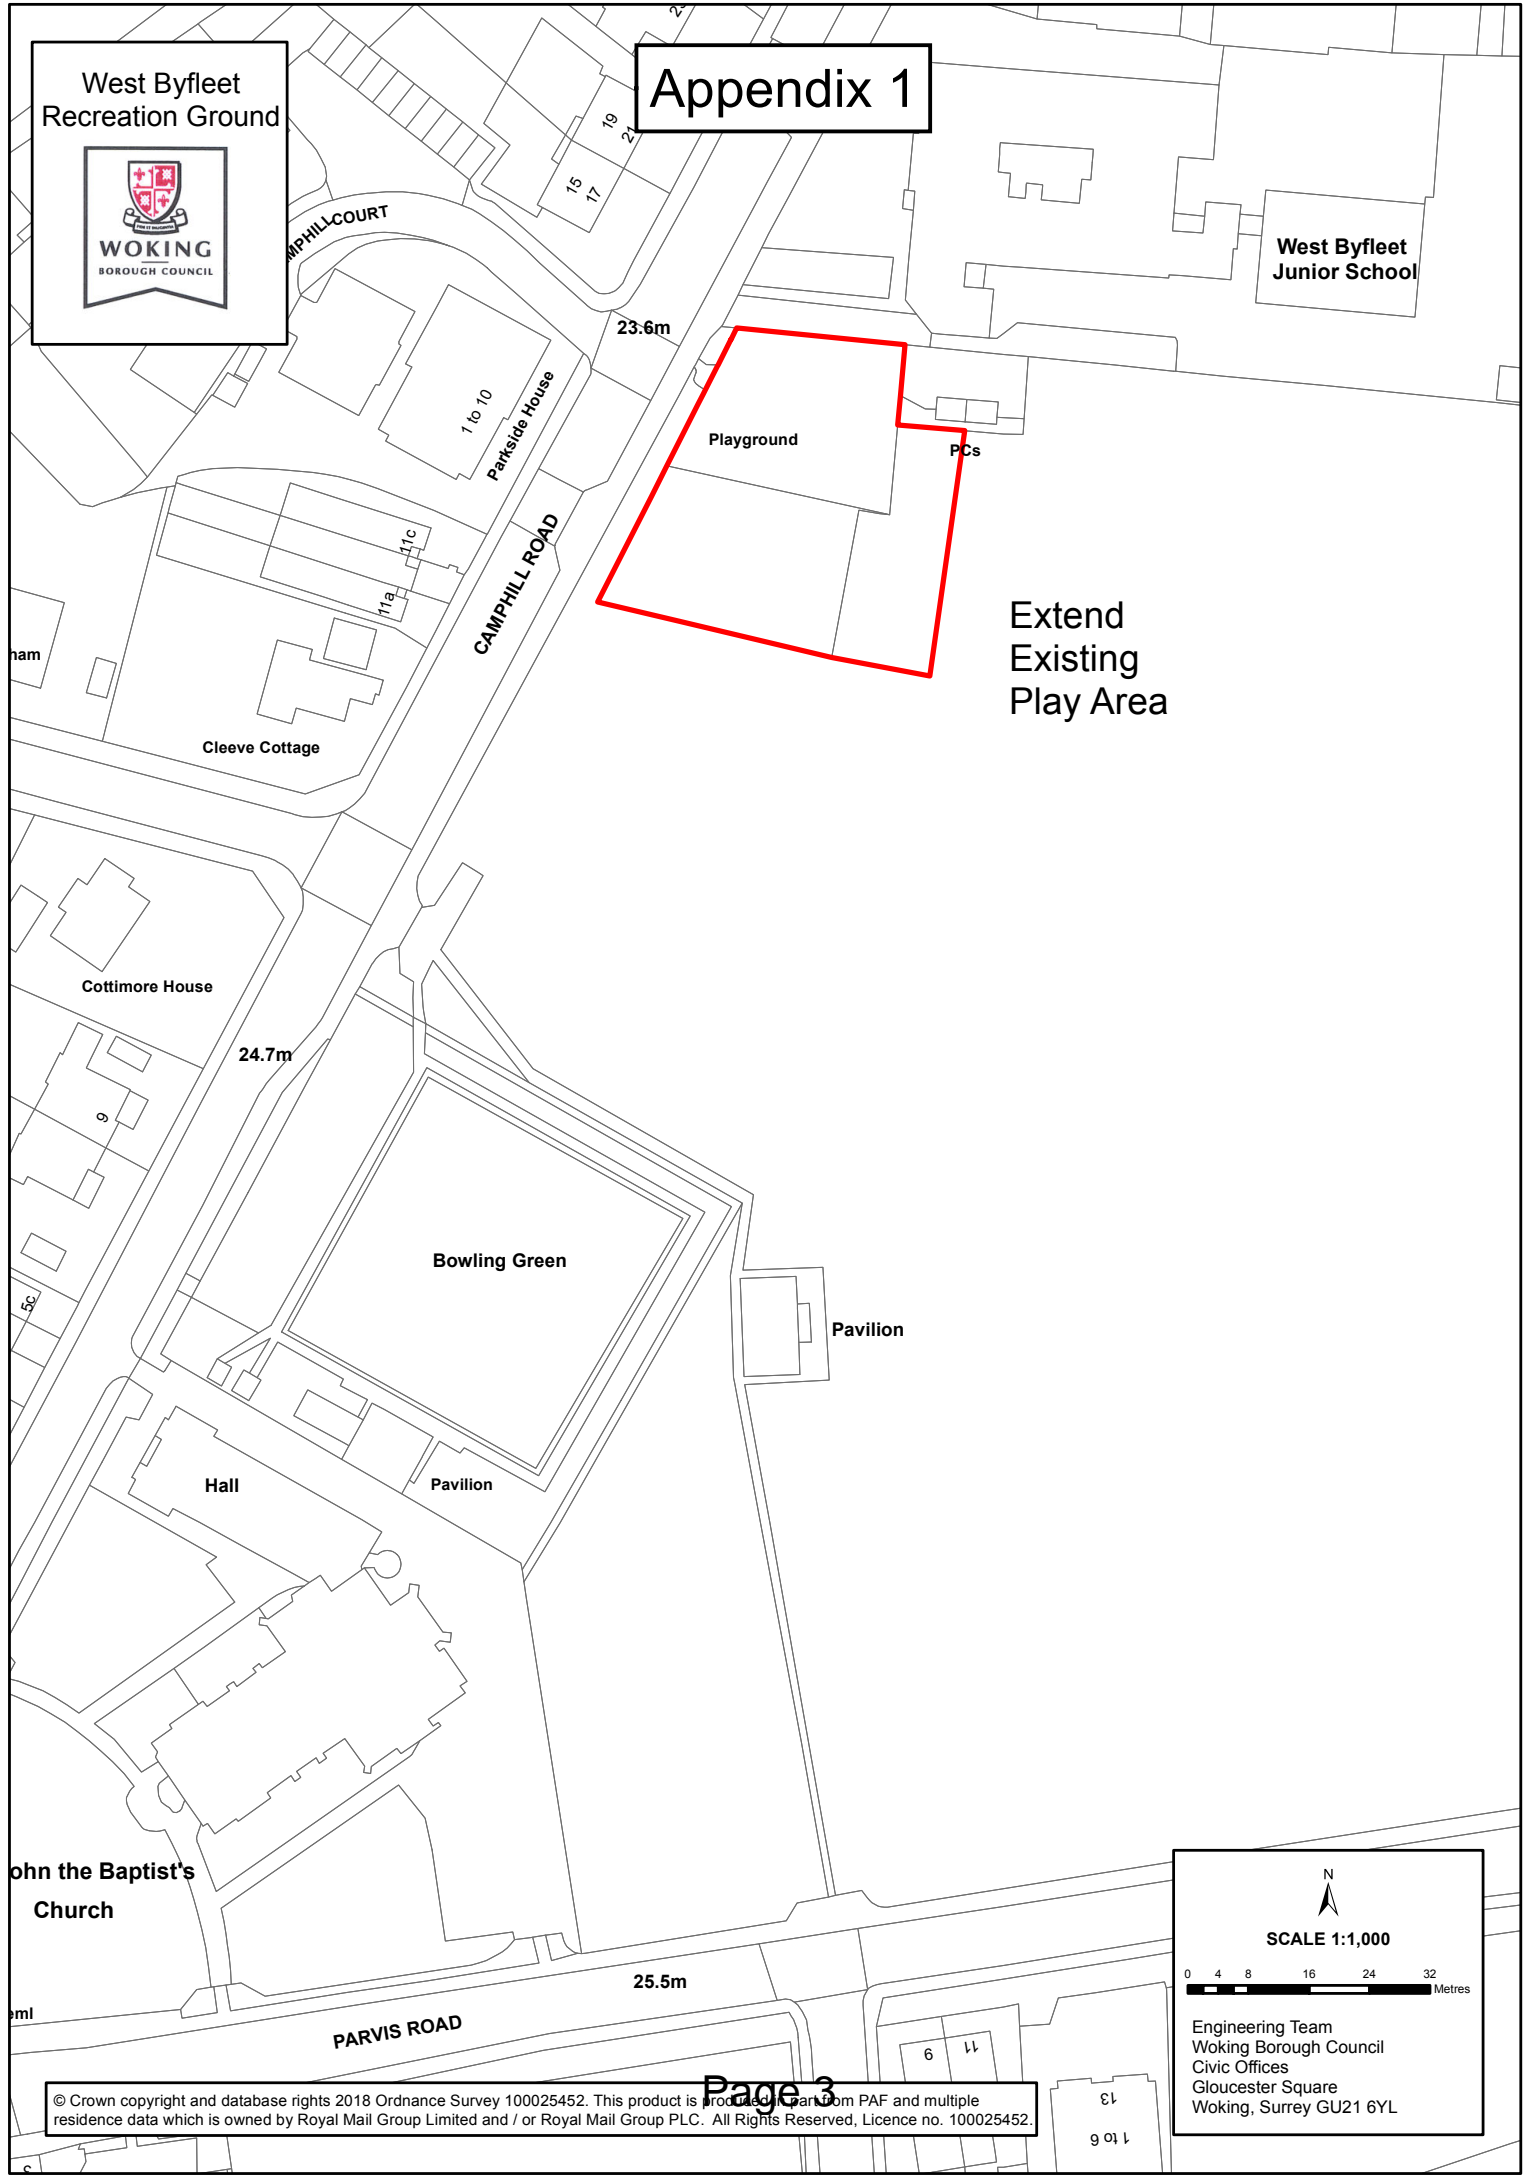 West Byfleet
Recreation Ground
WOKING
BOROUGH COUNCIL
Appendix 1
19
21
15
17
MPHILL COURT
West Byfleet
Junior School
23.6m
1 to 10
Parkside House
Playground
PCs
CAMPHILL ROAD
11c
11a
Extend
Existing
Play Area
ham
Cleeve Cottage
Cottimore House
24.7m
9
5c
Bowling Green
Pavilion
Hall
Pavilion
ohn the Baptist's
Church
25.5m
eml
PARVIS ROAD
9
11
13
1 to 6
N
SCALE 1:1,000
0 4 8 16 24 32
Metres
Engineering Team
Woking Borough Council
Civic Offices
Gloucester Square
Woking, Surrey GU21 6YL
Page 3
© Crown copyright and database rights 2018 Ordnance Survey 100025452. This product is produced in part from PAF and multiple
residence data which is owned by Royal Mail Group Limited and / or Royal Mail Group PLC. All Rights Reserved, Licence no. 100025452.